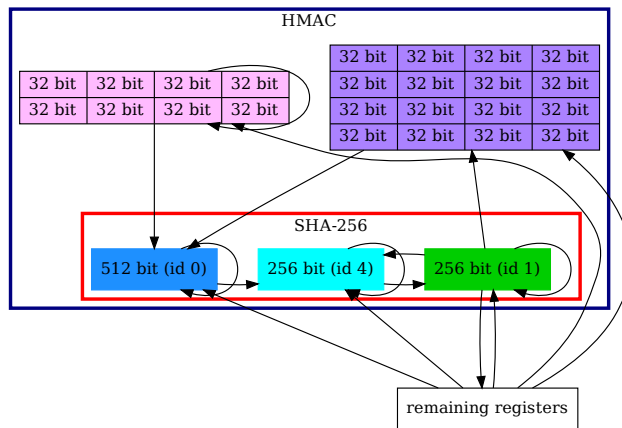 HMAC
32 bit 32 bit 32 bit 32 bit
32 bit 32 bit 32 bit 32 bit
32 bit 32 bit 32 bit 32 bit
32 bit 32 bit 32 bit 32 bit
32 bit 32 bit 32 bit 32 bit
32 bit 32 bit 32 bit 32 bit
SHA-256
512 bit (id 0) 256 bit (id 4) 256 bit (id 1)
remaining registers